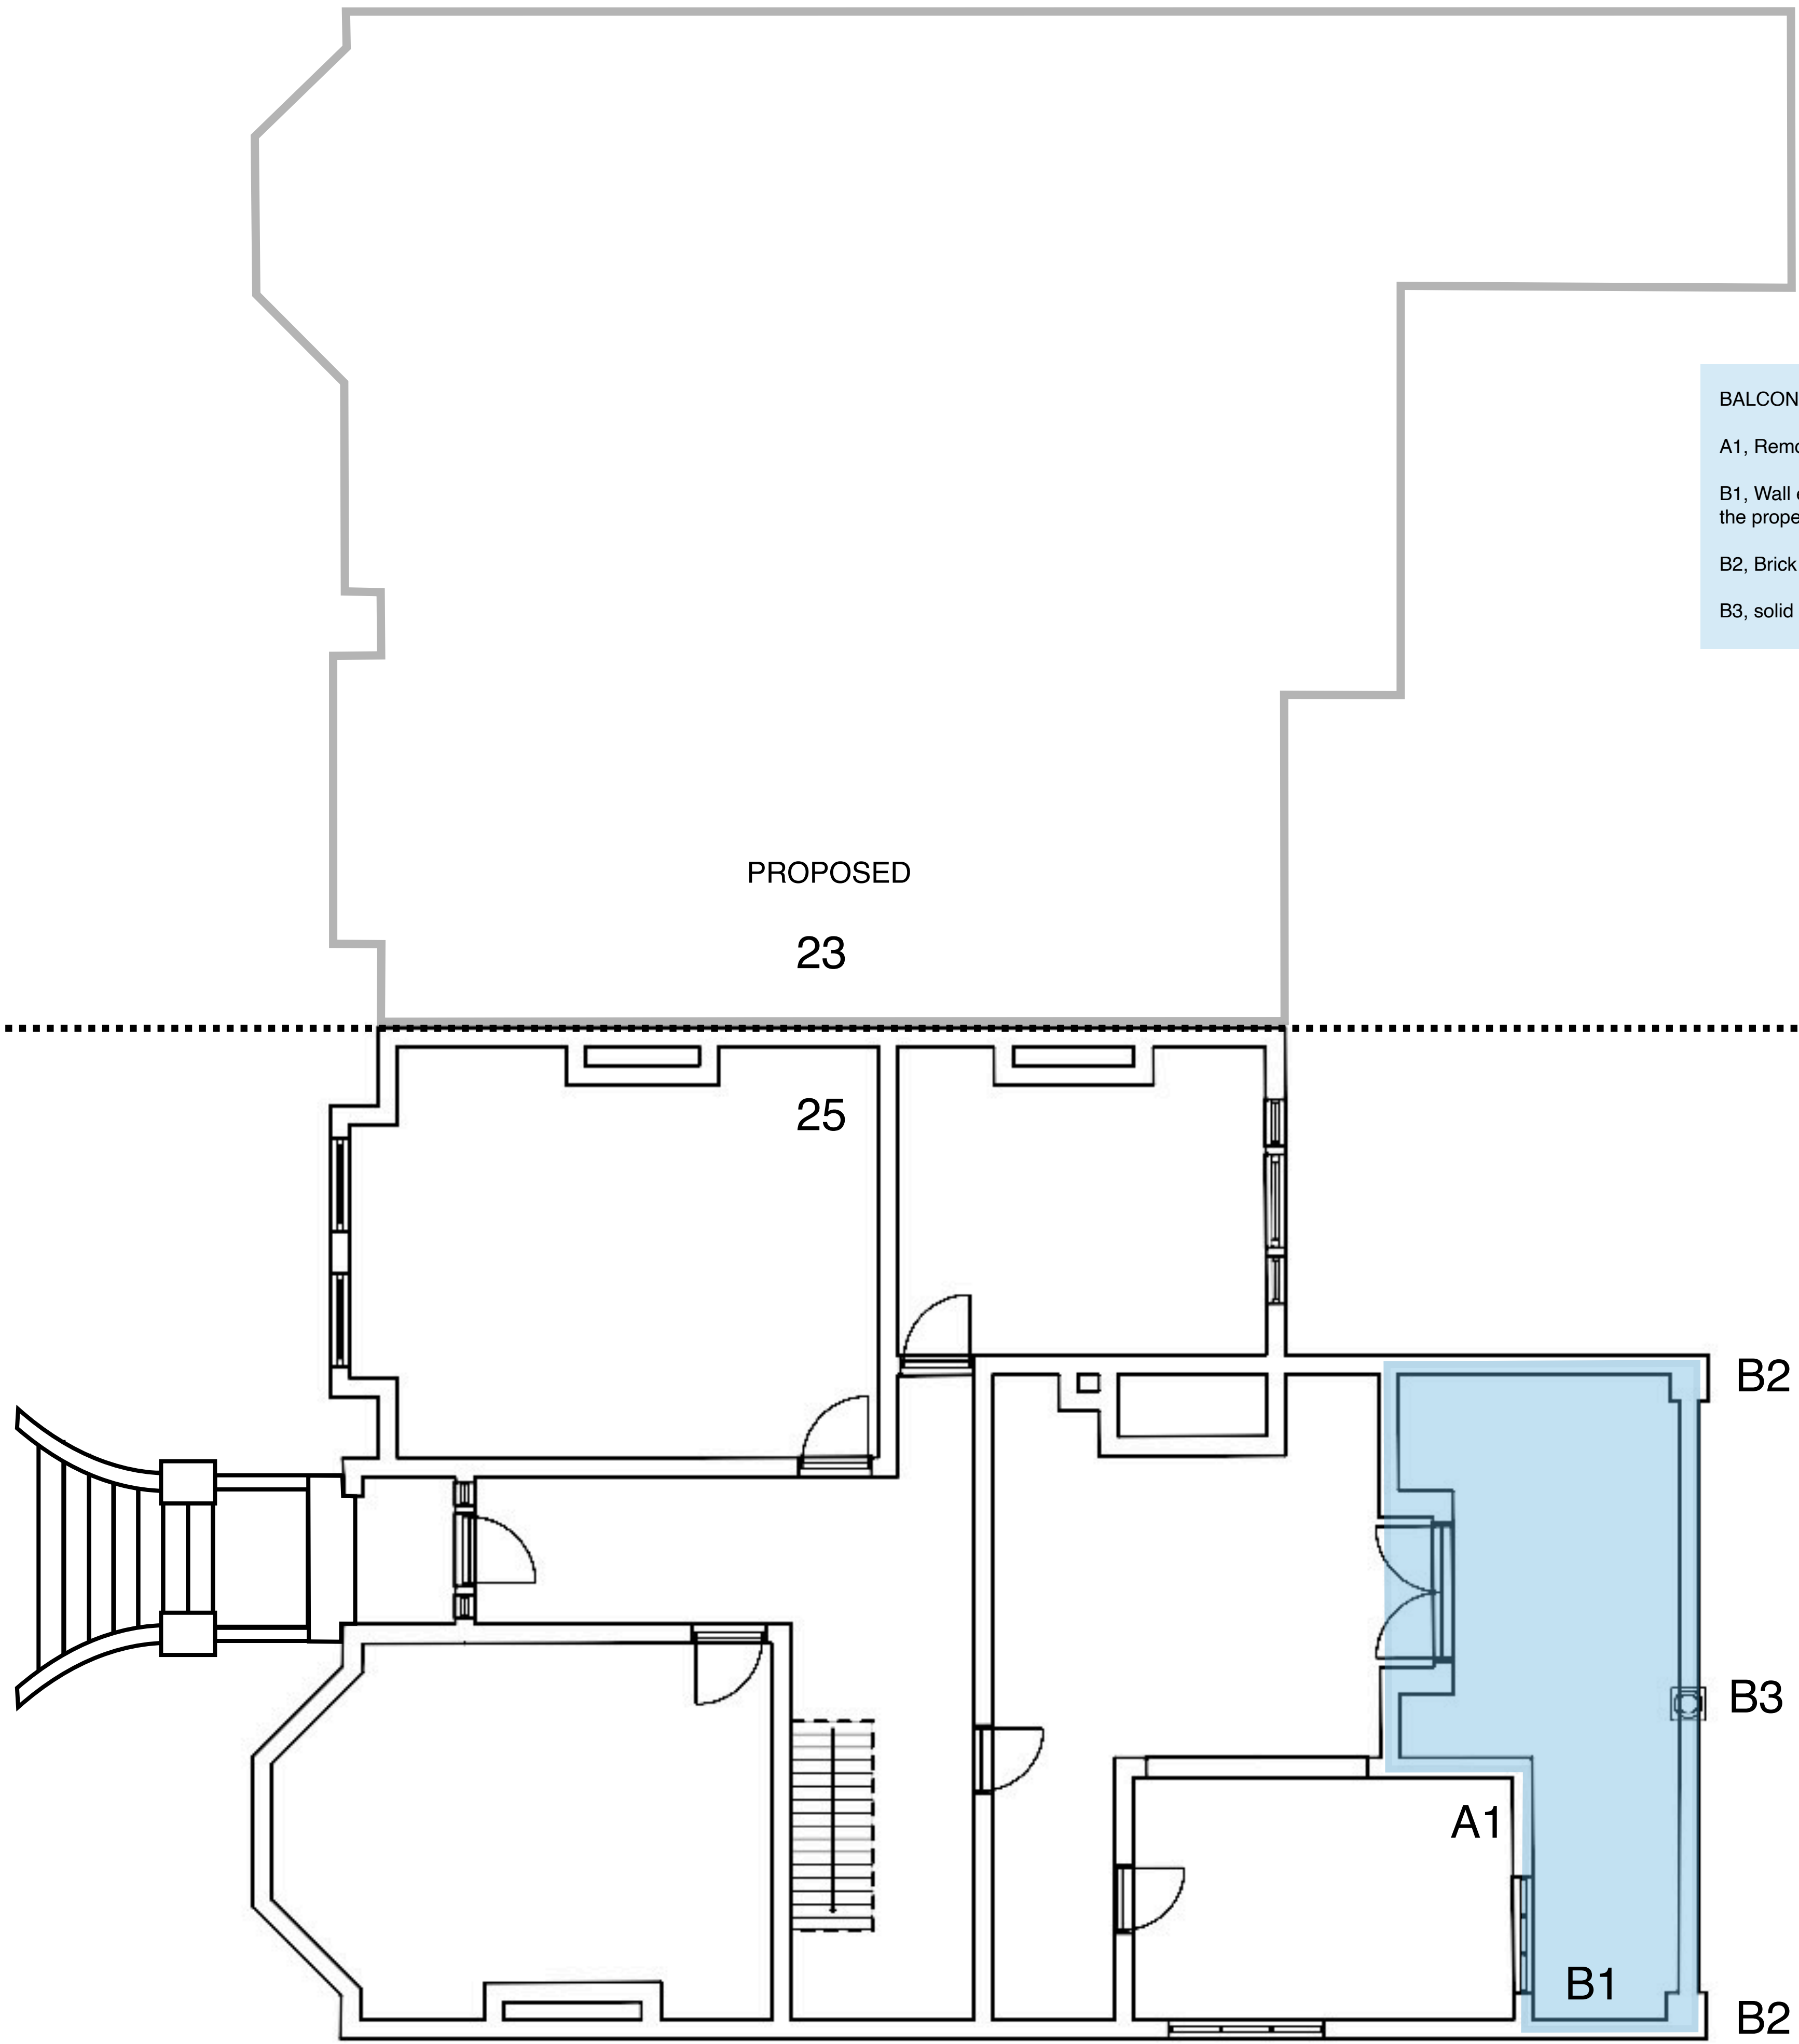 BALCON
A1, Remo
B1, Wall e
the prope
B2, Brick
B3, solid
PROPOSED
23
25
B2
B3
A1
B1
B2